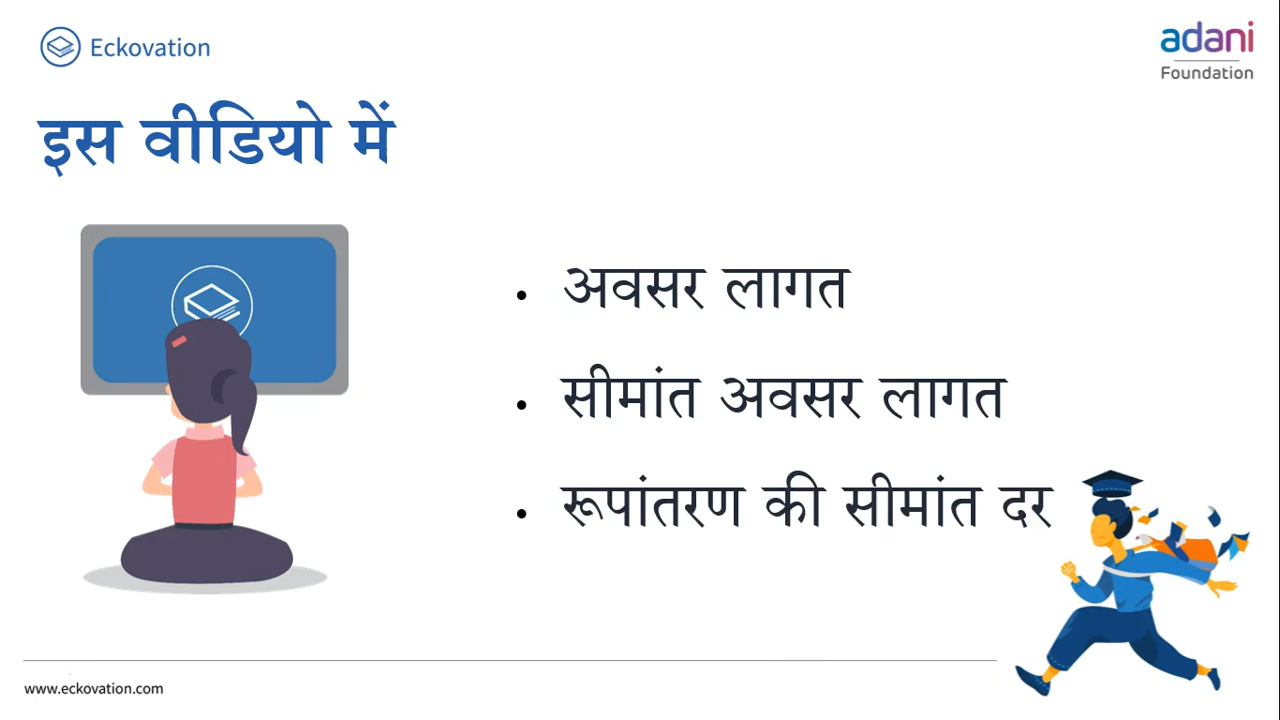 Eckovation
adani
Foundation
इस वीडियो में
• अवसर लागत
• सीमांत अवसर लागत
• रूपांतरण की सीमांत दर
www.eckovation.com